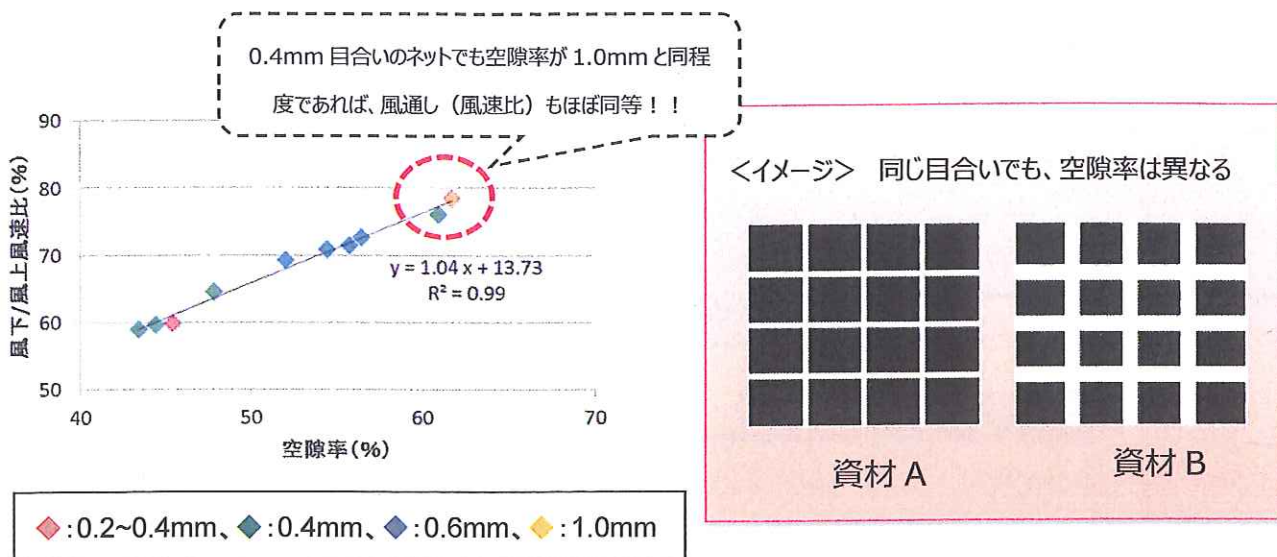 0.4mm 目合いのネットでも空隙率が 1.0mm と同程
度であれば、風通し（風速比）もほぼ同等！！
90
80
70
60
50
風下/風上風速比(%)
y = 1.04 x + 13.73
R² = 0.99
40
50
60
70
空隙率(%)
:0.2~0.4mm、 :0.4mm、 :0.6mm、 :1.0mm
＜イメージ＞ 同じ目合いでも、空隙率は異なる
資材 A
資材 B